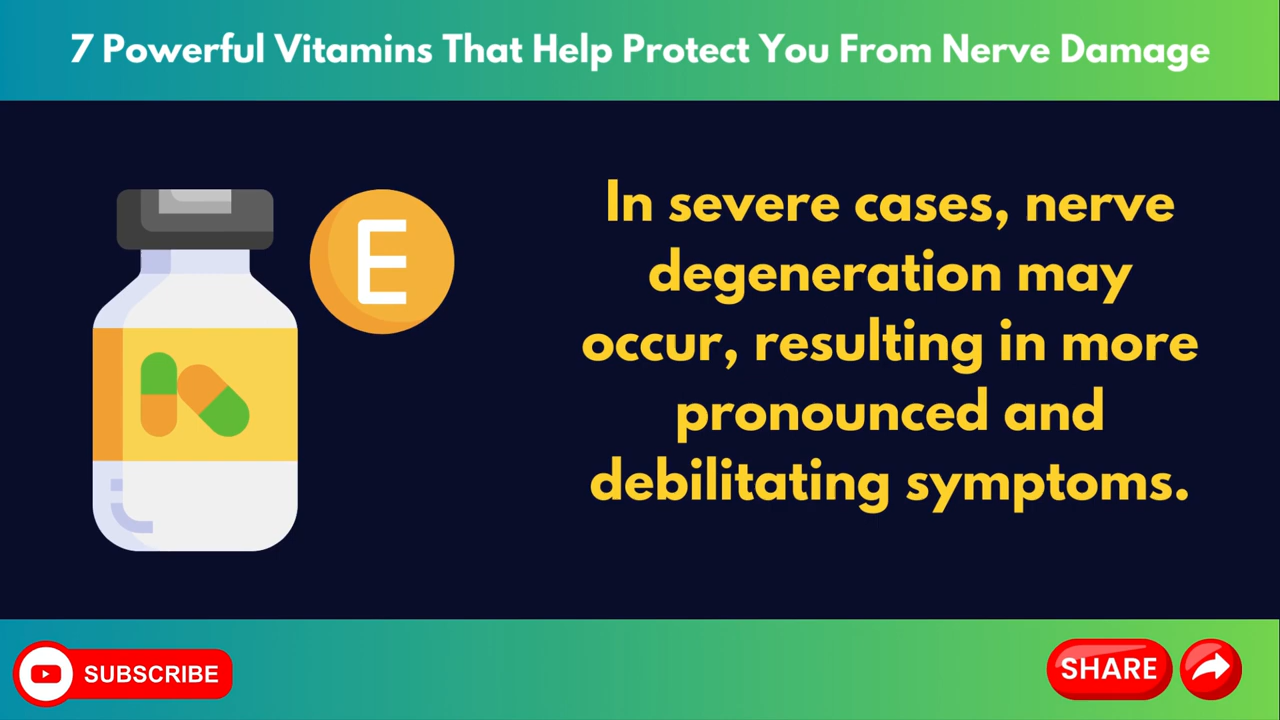 7 Powerful Vitamins That Help Protect You From Nerve Damage
E
In severe cases, nerve
degeneration may
occur, resulting in more
pronounced and
debilitating symptoms.
SUBSCRIBE
SHARE